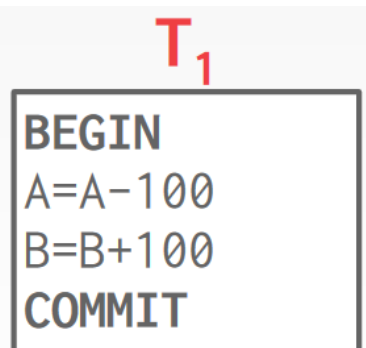 T₁
BEGIN
A=A-100
B=B+100
COMMIT